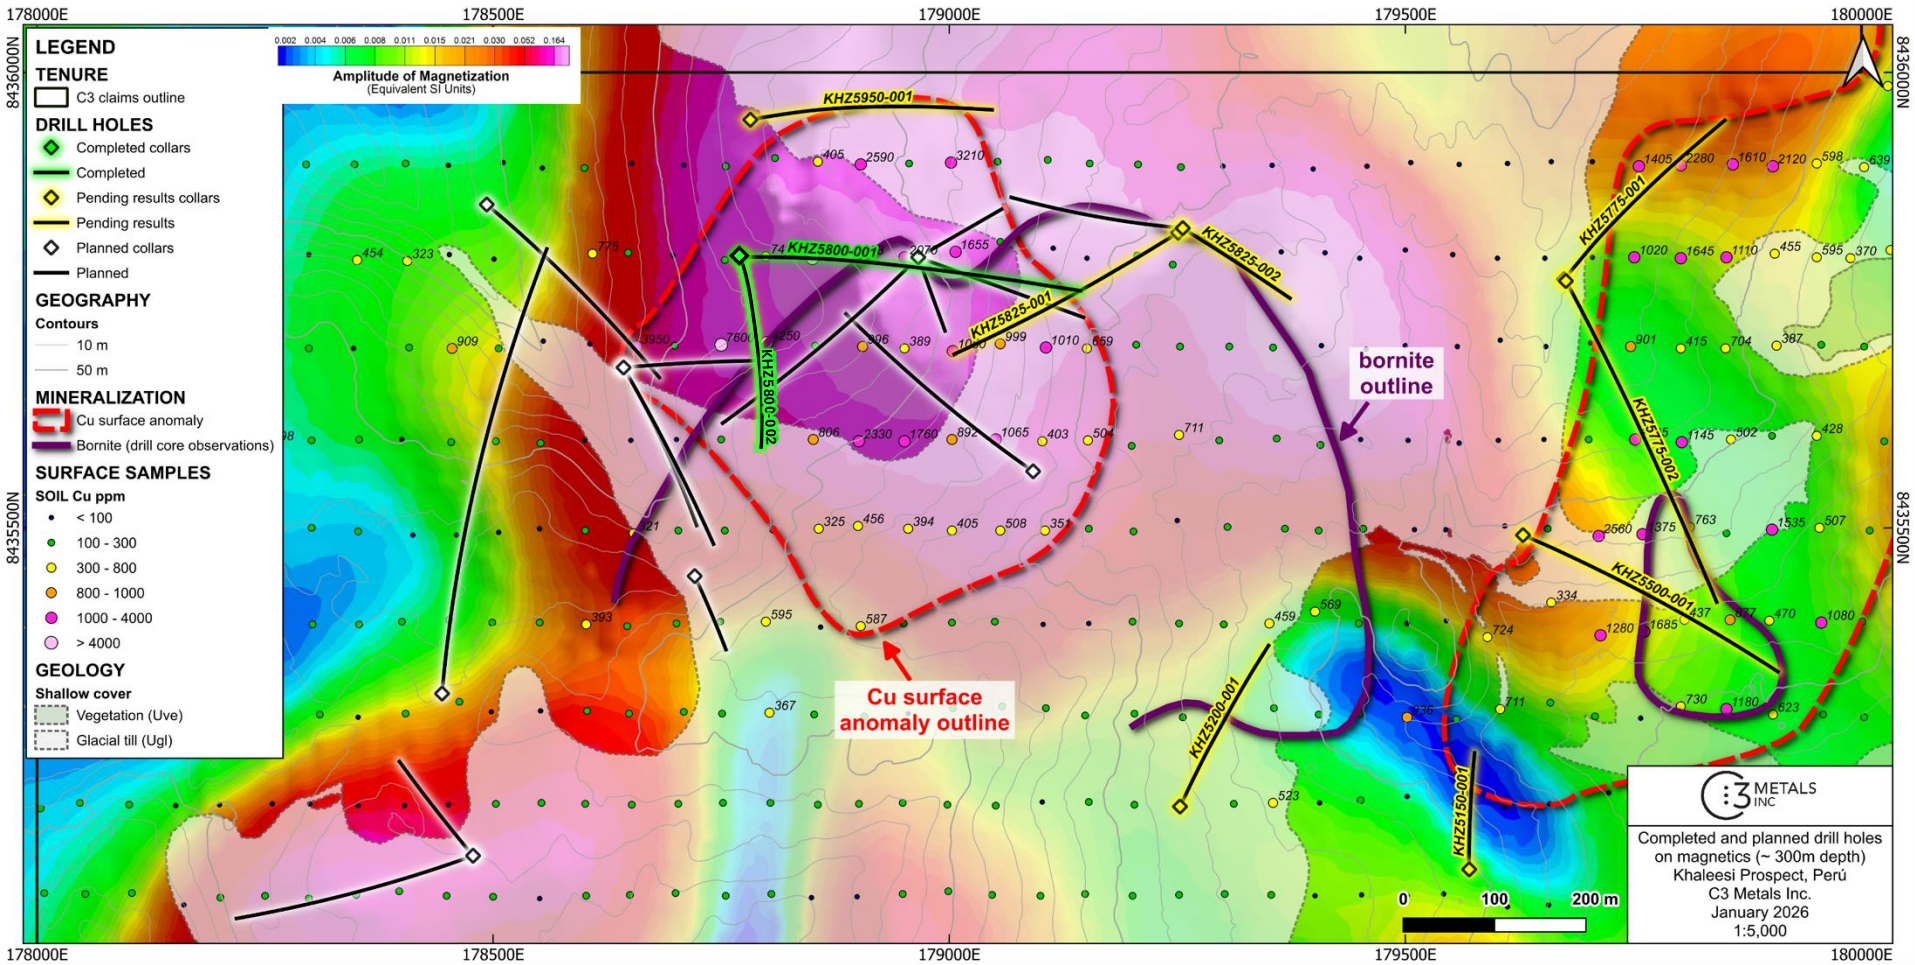 178000E 178500E 179000E 179500E 180000E
8436000N
8436000N
8435500N
8435500N
LEGEND
TENURE
C3 claims outline
DRILL HOLES
Completed collars
Completed
Pending results collars
Pending results
Planned collars
Planned
GEOGRAPHY
Contours
10 m
50 m
MINERALIZATION
Cu surface anomaly
Bornite (drill core observations)
SURFACE SAMPLES
SOIL Cu ppm
< 100
100 - 300
300 - 800
800 - 1000
1000 - 4000
> 4000
GEOLOGY
Shallow cover
Vegetation (Uve)
Glacial till (Ugl)
0.002 0.004 0.006 0.008 0.011 0.015 0.021 0.030 0.052 0.164
Amplitude of Magnetization
(Equivalent SI Units)
KHZ5950-001
405 2590 3210
1405 2280 1610 2120 598 639
KHZ5775-001
454 323 775
KHZ5800-001
2070 1655
KHZ5825-002
1020 1645 1110 455 595 370
KHZ5825-001
909 3950 7600 4250 996 389 999 1010 659
901 415 704 387
KHZ5800-002
bornite
outline
806 2330 1760 892 1065 403 504 711
1145 502 428
KHZ5775-002
325 456 394 405 508 351
2560 375 763 1535 507
KHZ5500-001
393 595 587 459 569
334 724 1280 1685 437 877 470 1080
Cu surface
anomaly outline
367
KHZ5200-001
936 711 730 1180 623
523
KHZ5150-001
C3 METALS
INC
Completed and planned drill holes
on magnetics (~ 300m depth)
Khaleesi Prospect, Perú
C3 Metals Inc.
January 2026
1:5,000
0 100 200 m
178000E 178500E 179000E 179500E 180000E